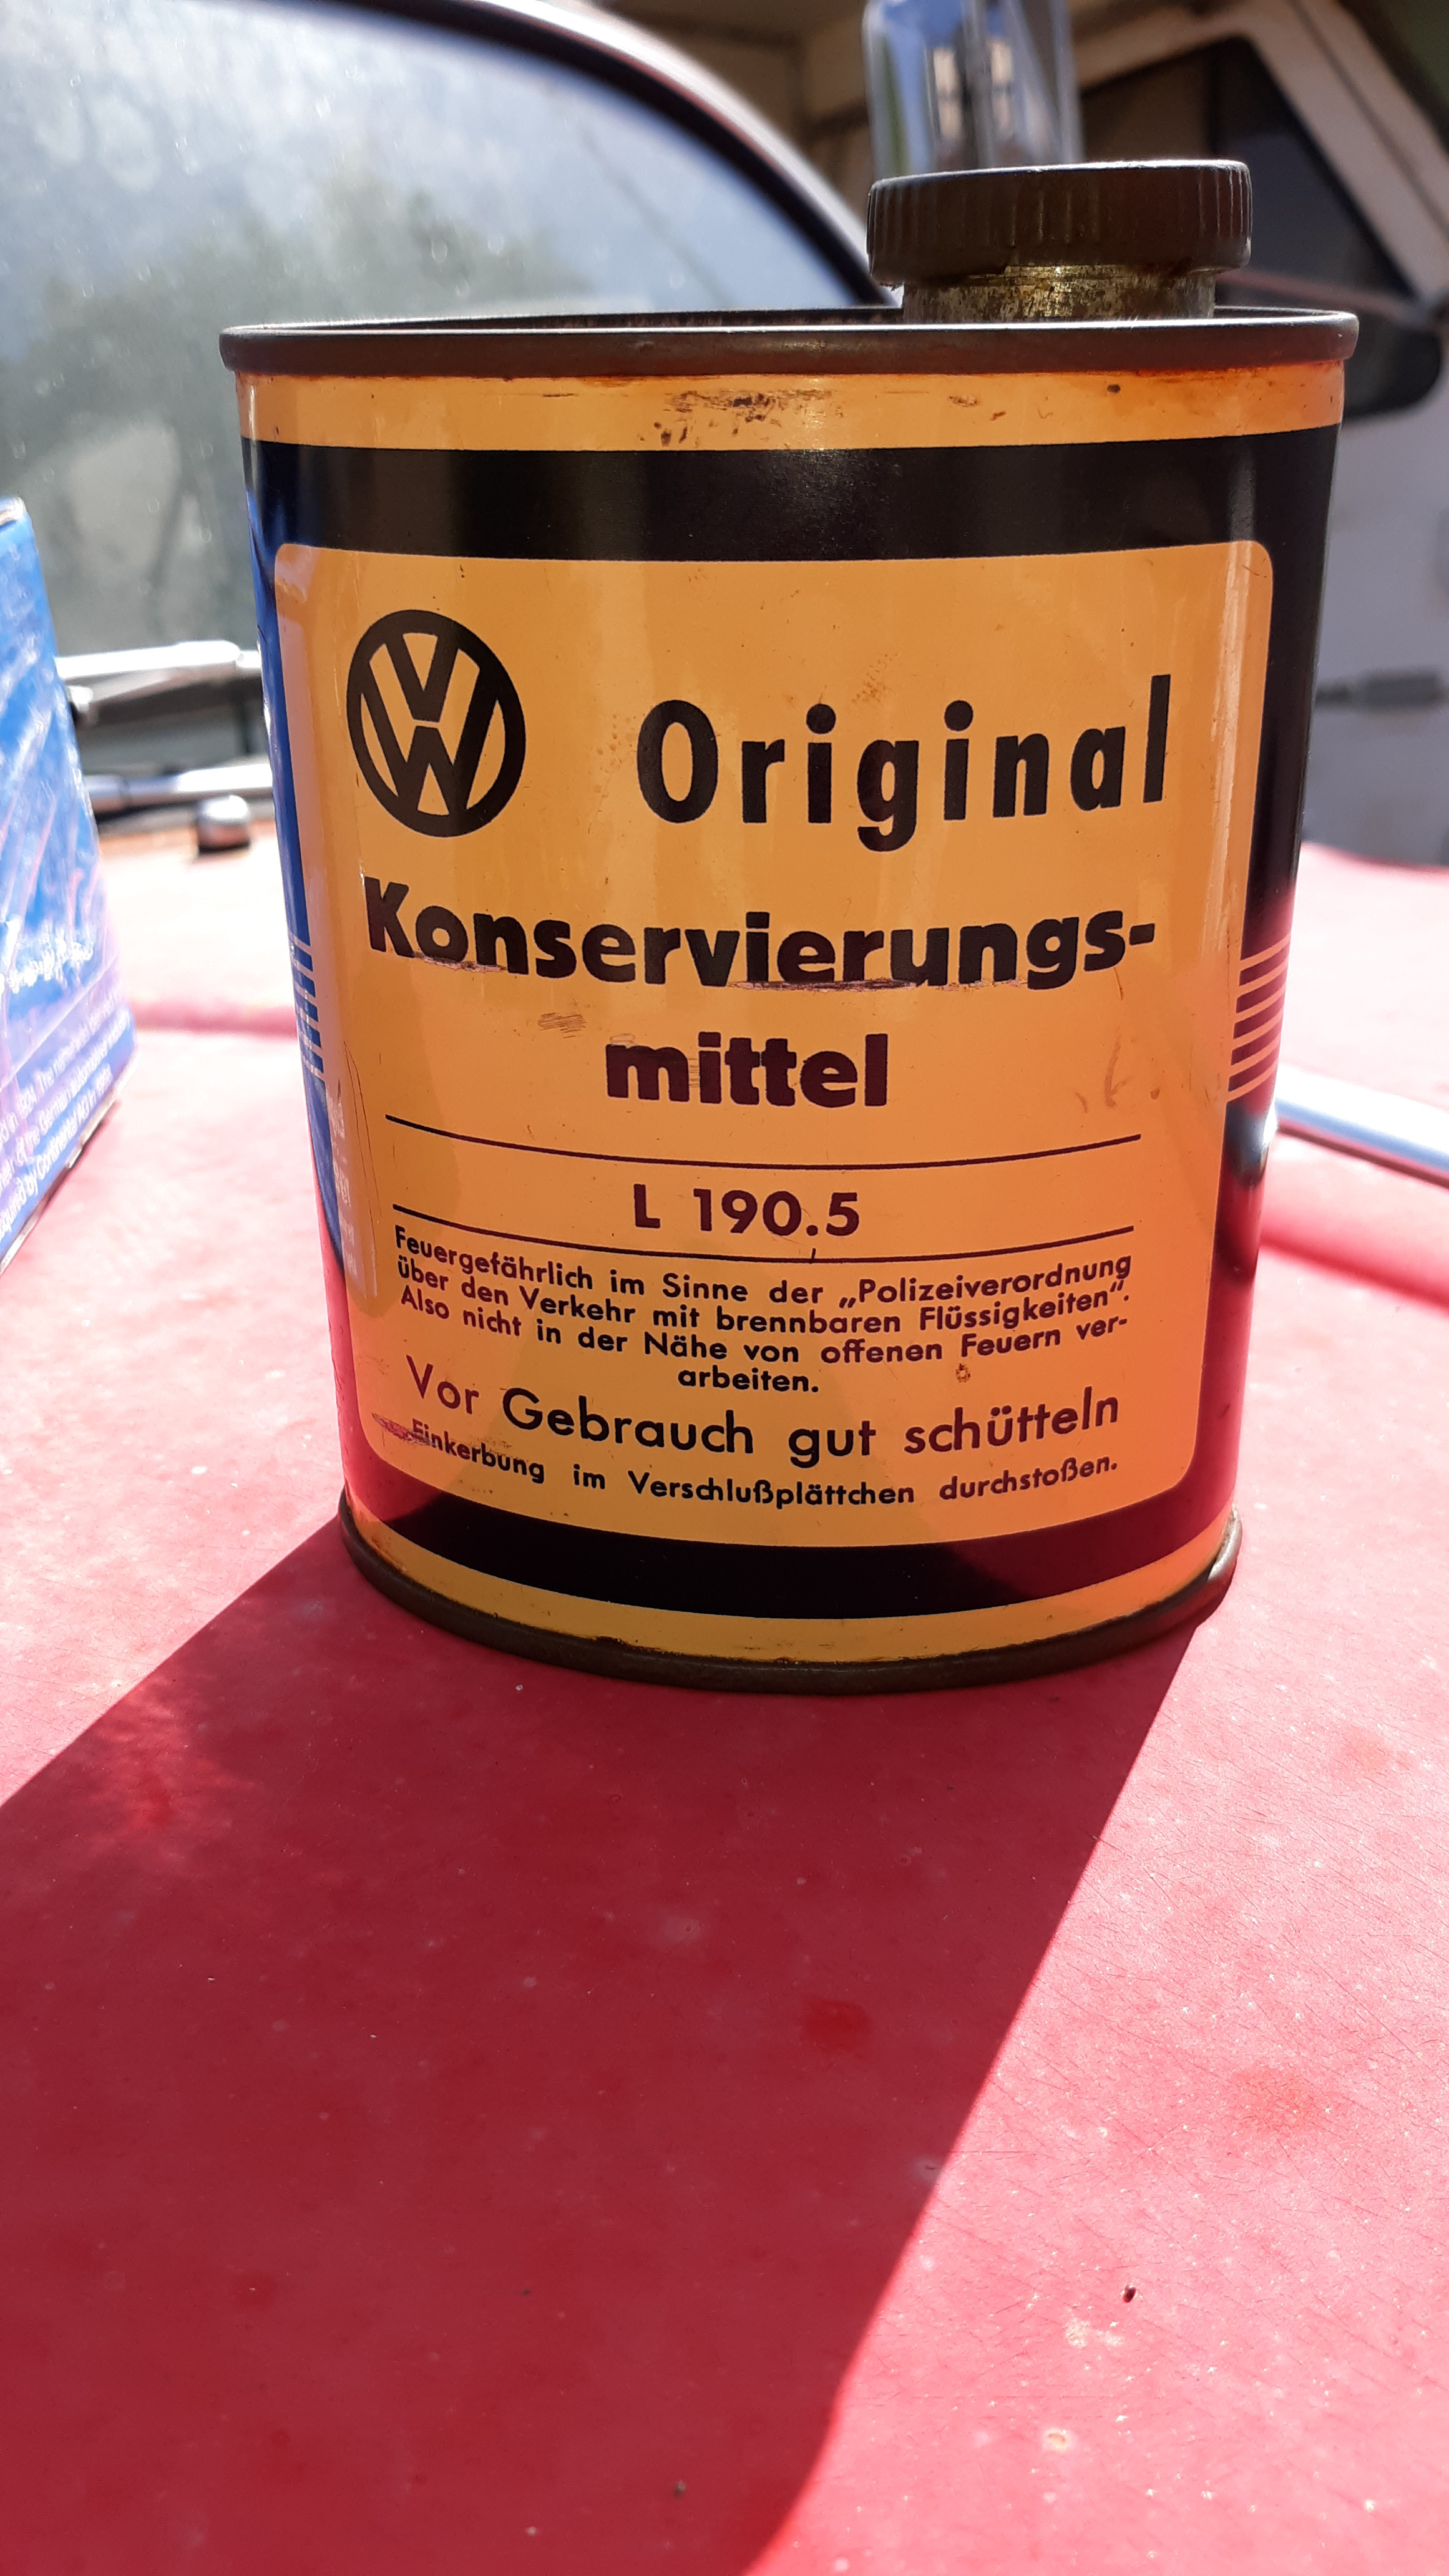 VW Original
Konservierungs-
mittel
L 190.5
Feuergefährlich im Sinne der „Polizeiverordnung
über den Verkehr mit brennbaren Flüssigkeiten“.
Also nicht in der Nähe von offenen Feuern ver-
arbeiten.
Vor Gebrauch gut schütteln
Einkerbung im Verschlußplättchen durchstoßen.